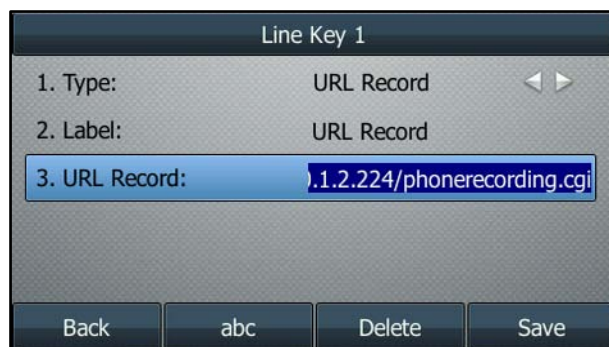 Line Key 1
1. Type: URL Record
2. Label: URL Record
3. URL Record: .1.2.224/phonerecording.cgi
Back abc Delete Save